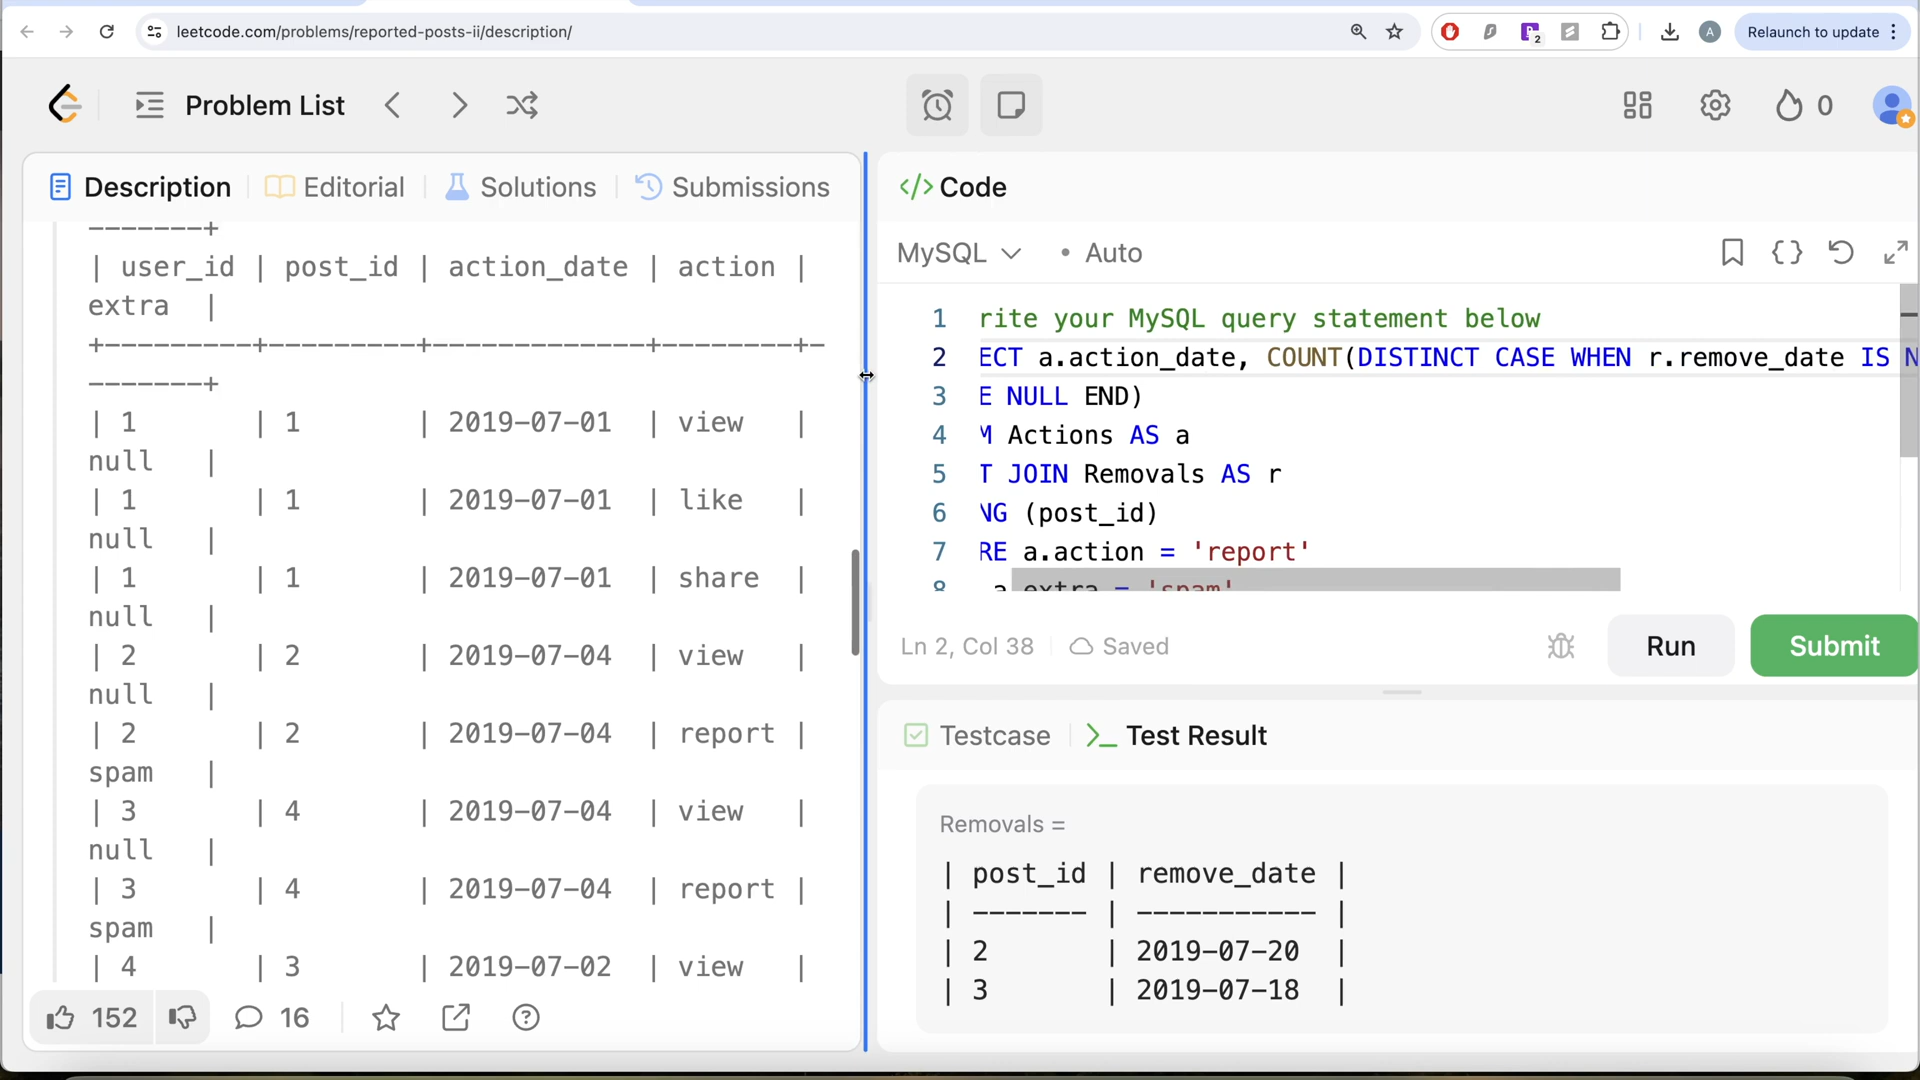 leetcode.com/problems/reported-posts-ii/description/
2
A
Relaunch to update
Problem List
0
Description
Editorial
Solutions
Submissions
-------+
| user_id | post_id | action_date | action |
extra |
+---------+---------+-------------+--------+-
-------+
| 1 | 1 | 2019-07-01 | view |
null |
| 1 | 1 | 2019-07-01 | like |
null |
| 1 | 1 | 2019-07-01 | share |
null |
| 2 | 2 | 2019-07-04 | view |
null |
| 2 | 2 | 2019-07-04 | report |
spam |
| 3 | 4 | 2019-07-04 | view |
null |
| 3 | 4 | 2019-07-04 | report |
spam |
| 4 | 3 | 2019-07-02 | view |
152
16
</> Code
MySQL • Auto
1 rite your MySQL query statement below
2 ECT a.action_date, COUNT(DISTINCT CASE WHEN r.remove_date IS N
3 E NULL END)
4 M Actions AS a
5 T JOIN Removals AS r
6 NG (post_id)
7 RE a.action = 'report'
8 a.extra = 'spam'
Ln 2, Col 38
Saved
Run
Submit
Testcase
>_ Test Result
Removals =
| post_id | remove_date |
| ------- | ----------- |
| 2 | 2019-07-20 |
| 3 | 2019-07-18 |